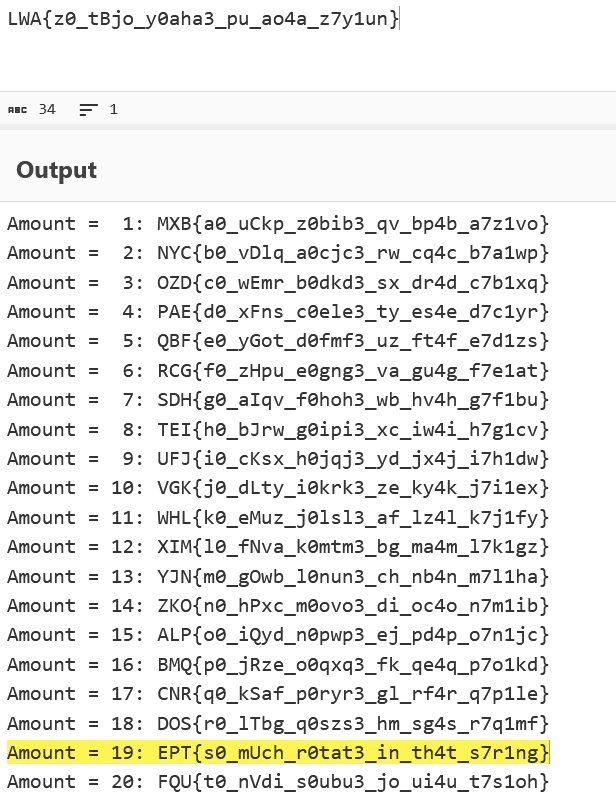 LWA{z0_tBjo_y0aha3_pu_ao4a_z7y1un}
ABC 34 1
Output
Amount =  1: MXB{a0_uCkp_z0bib3_qv_bp4b_a7z1vo}
Amount =  2: NYC{b0_vDlq_a0cjc3_rw_cq4c_b7a1wp}
Amount =  3: OZD{c0_wEmr_b0dkd3_sx_dr4d_c7b1xq}
Amount =  4: PAE{d0_xFns_c0ele3_ty_es4e_d7c1yr}
Amount =  5: QBF{e0_yGot_d0fmf3_uz_ft4f_e7d1zs}
Amount =  6: RCG{f0_zHpu_e0gng3_va_gu4g_f7e1at}
Amount =  7: SDH{g0_aIqv_f0hoh3_wb_hv4h_g7f1bu}
Amount =  8: TEI{h0_bJrw_g0ipi3_xc_iw4i_h7g1cv}
Amount =  9: UFJ{i0_cKsx_h0jqj3_yd_jx4j_i7h1dw}
Amount = 10: VGK{j0_dLty_i0krk3_ze_ky4k_j7i1ex}
Amount = 11: WHL{k0_eMuz_j0lsl3_af_lz4l_k7j1fy}
Amount = 12: XIM{l0_fNva_k0mtm3_bg_ma4m_l7k1gz}
Amount = 13: YJN{m0_gOwb_l0nun3_ch_nb4n_m7l1ha}
Amount = 14: ZKO{n0_hPxc_m0ovo3_di_oc4o_n7m1ib}
Amount = 15: ALP{o0_iQyd_n0pwp3_ej_pd4p_o7n1jc}
Amount = 16: BMQ{p0_jRze_o0qxq3_fk_qe4q_p7o1kd}
Amount = 17: CNR{q0_kSaf_p0ryr3_gl_rf4r_q7p1le}
Amount = 18: DOS{r0_lTbg_q0szs3_hm_sg4s_r7q1mf}
Amount = 19: EPT{s0_mUch_r0tat3_in_th4t_s7r1ng}
Amount = 20: FQU{t0_nVdi_s0ubu3_jo_ui4u_t7s1oh}